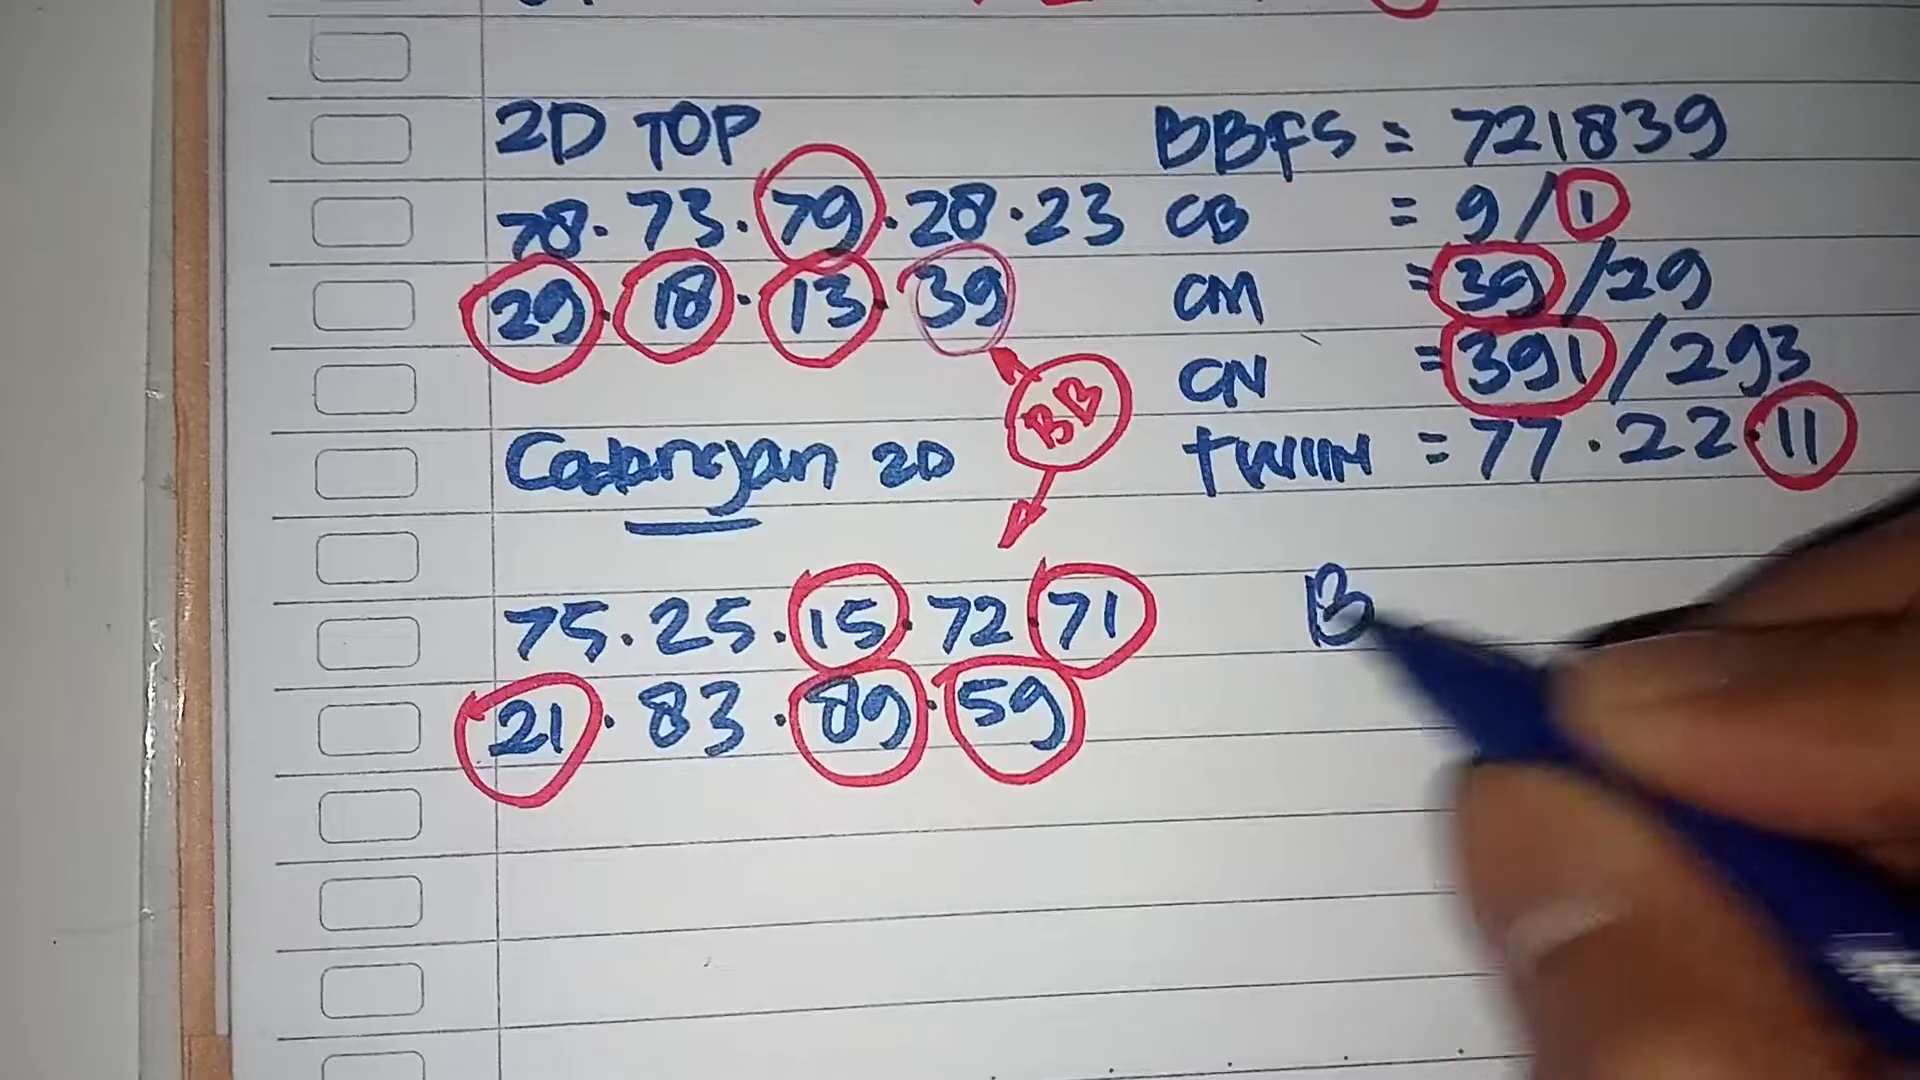 2D TOP
78. 73. 79. 28. 23
29. 18. 13. 39
BB
Cadangan 2D
75. 25. 15. 72. 71
21. 83. 89. 59
BBFS = 721839
CB = 9/1
CM = 39/29
CN = 391/293
TWIIN = 77. 22. 11
B